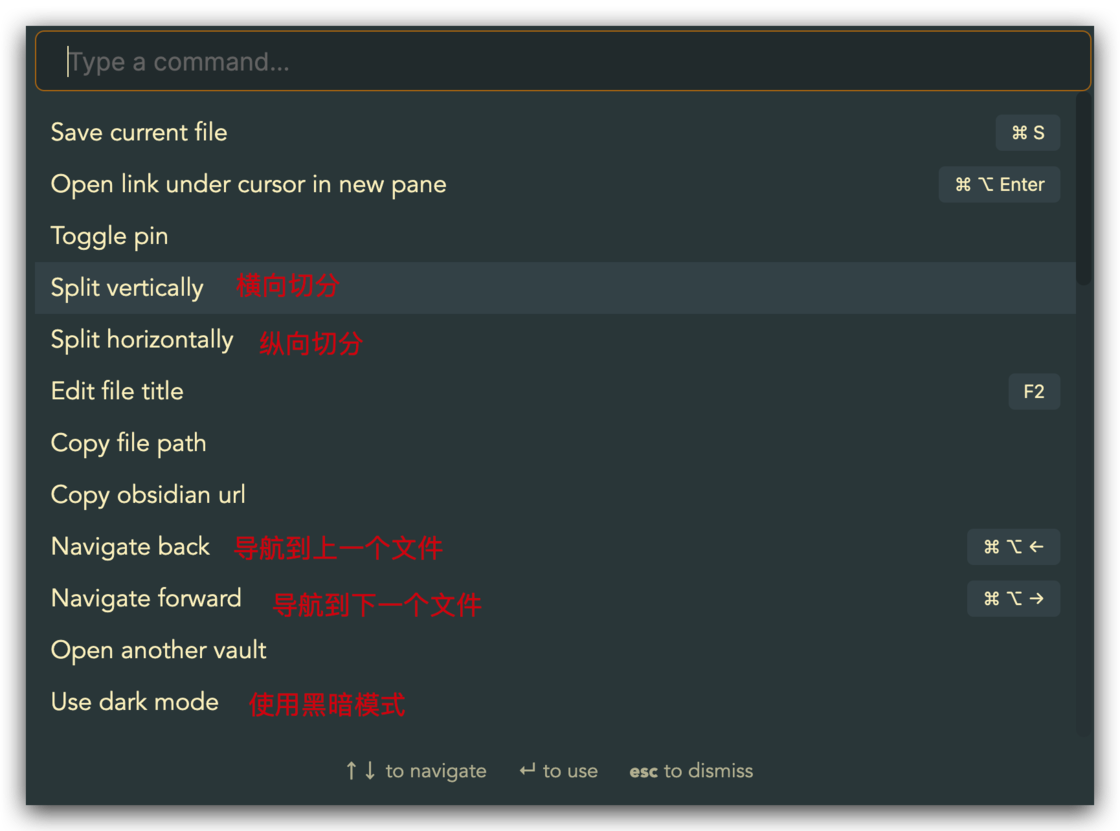 Type a command...
Save current file ⌘ S
Open link under cursor in new pane ⌘ ⌥ Enter
Toggle pin
Split vertically 横向切分
Split horizontally 纵向切分
Edit file title F2
Copy file path
Copy obsidian url
Navigate back 导航到上一个文件 ⌘ ⌥ ←
Navigate forward 导航到下一个文件 ⌘ ⌥ →
Open another vault
Use dark mode 使用黑暗模式
↑ ↓ to navigate ↵ to use esc to dismiss